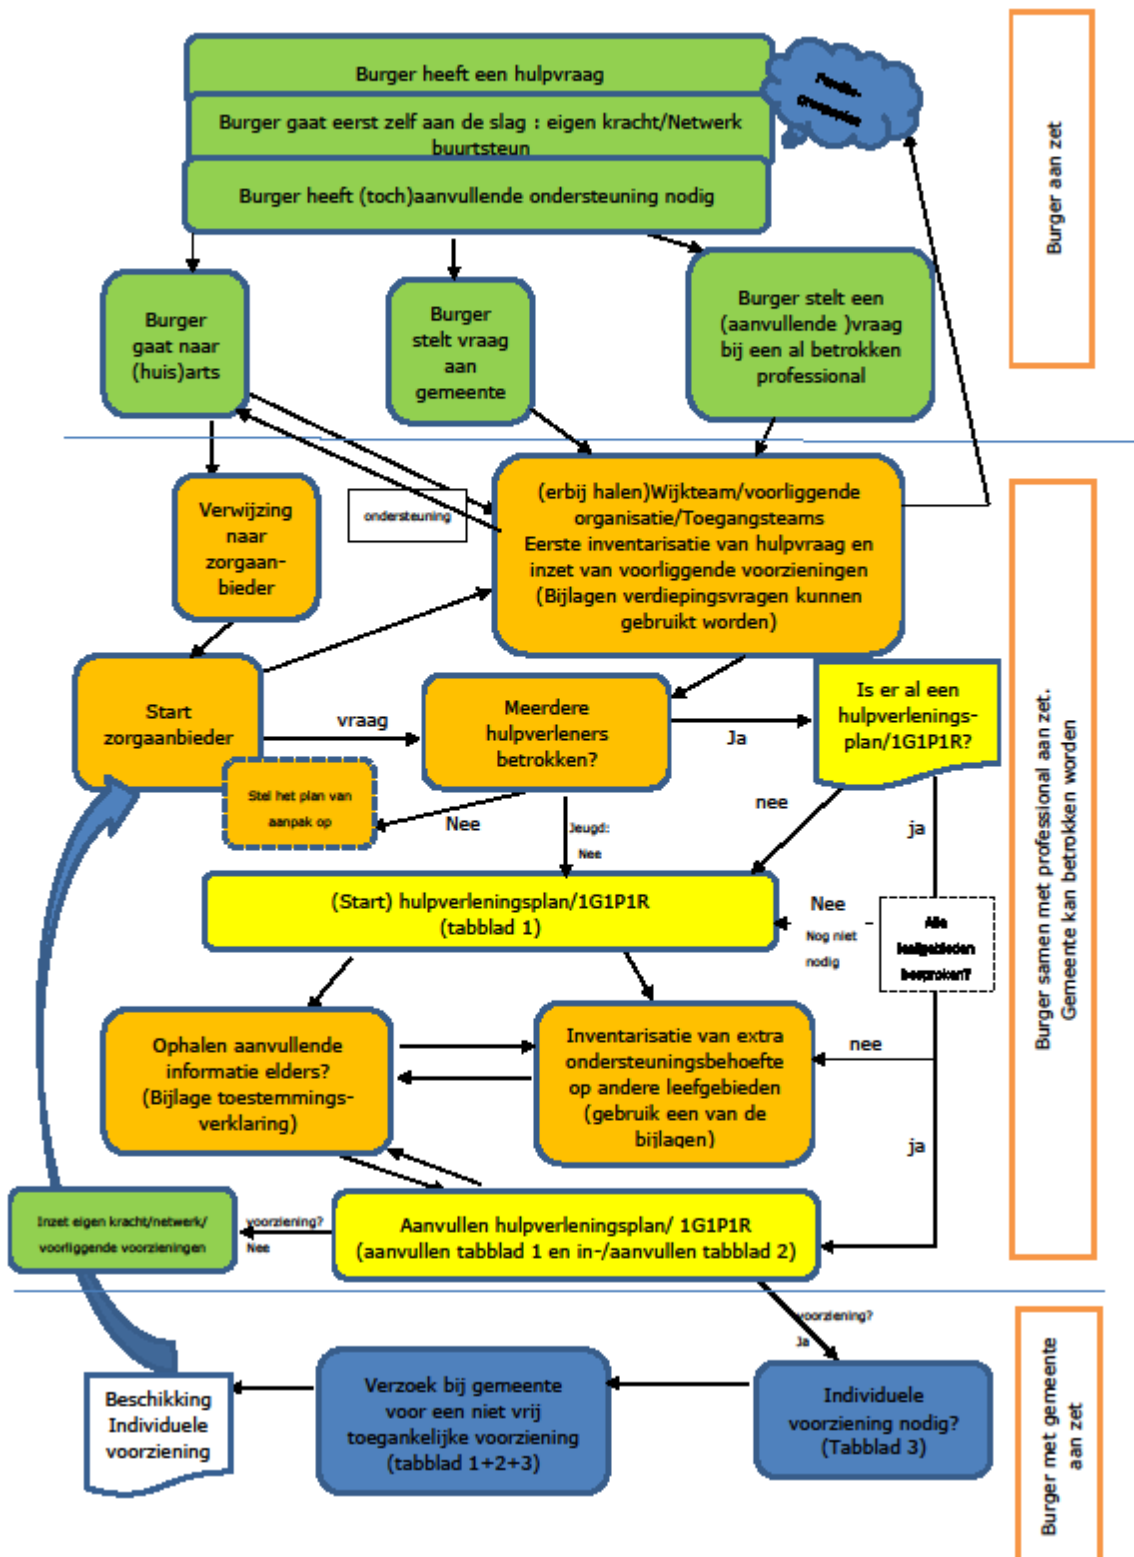 Burger heeft een hulpvraag
Burger gaat eerst zelf aan de slag : eigen kracht/Netwerk
buurtsteun
Burger heeft (toch)aanvullende ondersteuning nodig
Burger aan zet
Burger
gaat naar
(huis)arts
Burger
stelt vraag
aan
gemeente
Burger stelt een
(aanvullende )vraag
bij een al betrokken
professional
Verwijzing
naar
zorgaan-
bieder
ondersteuning
(erbij halen)Wijkteam/voorliggende
organisatie/Toegangsteams
Eerste inventarisatie van hulpvraag en
inzet van voorliggende voorzieningen
(Bijlagen verdiepingsvragen kunnen
gebruikt worden)
Start
zorgaanbieder
vraag
Meerdere
hulpverleners
betrokken?
Ja
Is er al een
hulpverlenings-
plan/1G1P1R?
Stel het plan van
aanpak op
Nee
Jeugd:
Nee
nee
ja
(Start) hulpverleningsplan/1G1P1R
(tabblad 1)
Nee
Nog niet
nodig
Alle
leefgebieden
besproken?
Burger samen met professional aan zet.
Gemeente kan betrokken worden
Ophalen aanvullende
informatie elders?
(Bijlage toestemmings-
verklaring)
Inventarisatie van extra
ondersteuningsbehoefte
op andere leefgebieden
(gebruik een van de
bijlagen)
nee
ja
Inzet eigen kracht/netwerk/
voorliggende voorzieningen
voorziening?
Nee
Aanvullen hulpverleningsplan/ 1G1P1R
(aanvullen tabblad 1 en in-/aanvullen tabblad 2)
voorziening?
Ja
Beschikking
Individuele
voorziening
Verzoek bij gemeente
voor een niet vrij
toegankelijke voorziening
(tabblad 1+2+3)
Individuele
voorziening nodig?
(Tabblad 3)
Burger met gemeente
aan zet